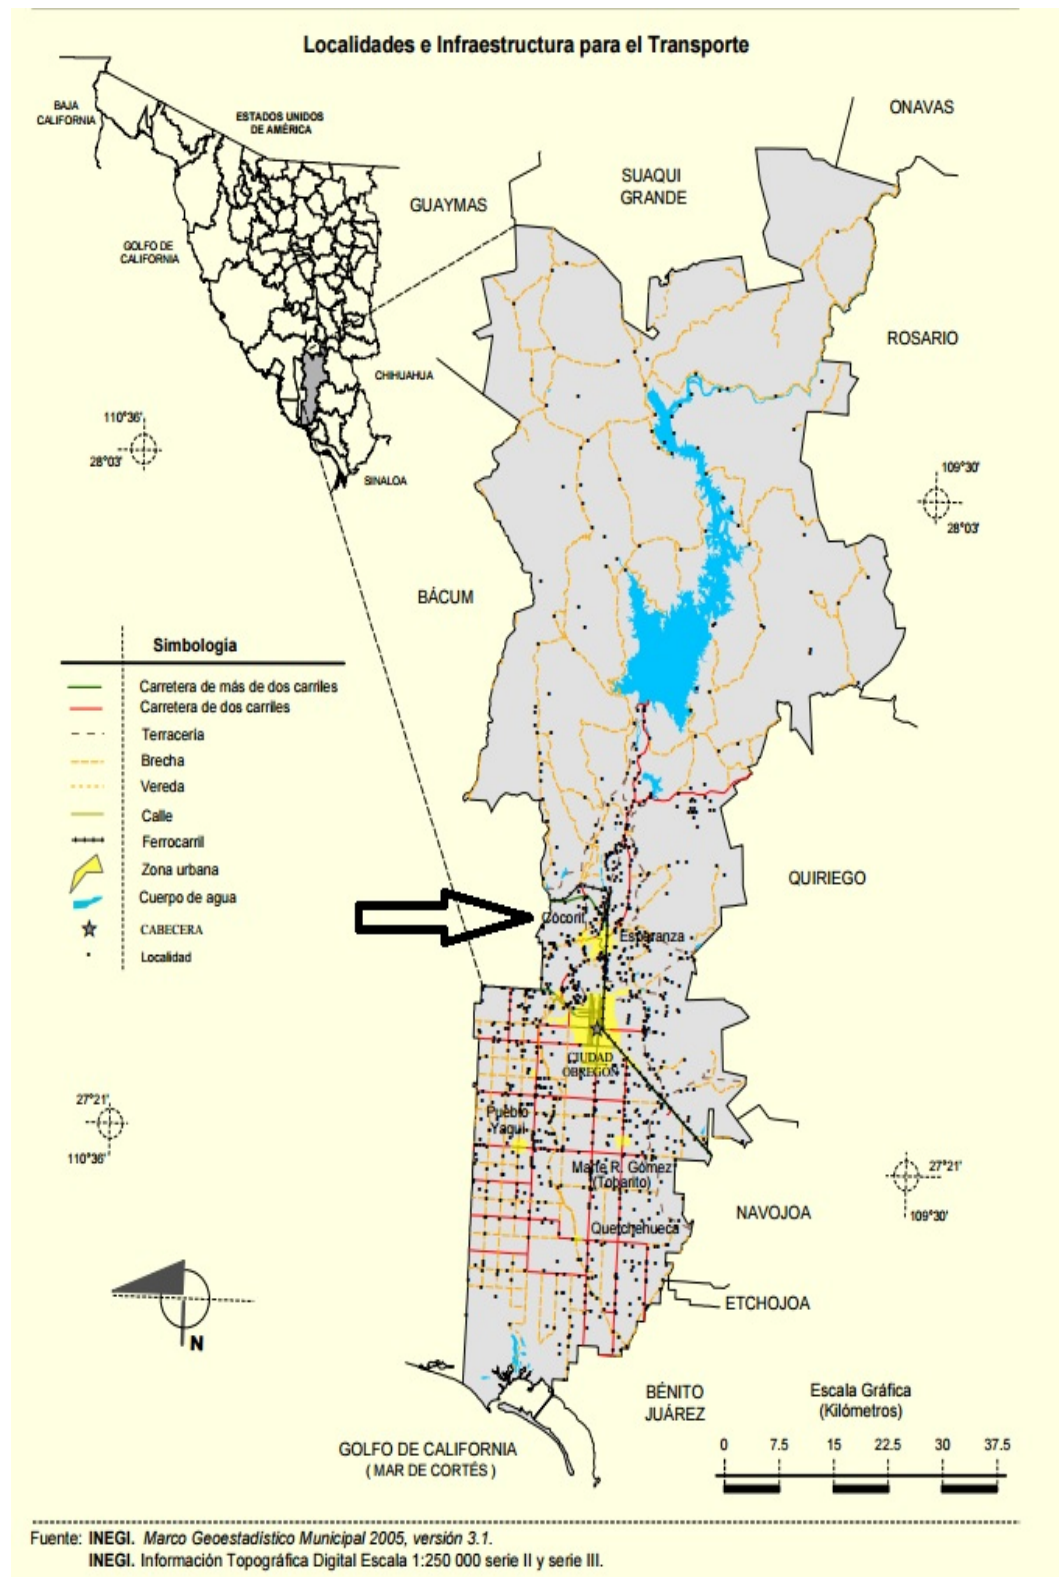 Localidades e Infraestructura para el Transporte
BAJA
CALIFORNIA
ESTADOS UNIDOS
DE AMÉRICA
ONAVAS
SUAQUI
GRANDE
GUAYMAS
GOLFO DE
CALIFORNIA
ROSARIO
CHIHUAHUA
110°36'
28°03'
SINALOA
109°30'
28°03'
BÁCUM
Simbología
Carretera de más de dos carriles
Carretera de dos carriles
Terracería
Brecha
Vereda
Calle
Ferrocarril
Zona urbana
Cuerpo de agua
CABECERA
Localidad
QUIRIEGO
Cócorit
Esperanza
CIUDAD
OBREGÓN
27°21'
110°36'
Pueblo
Yaqui
Marte R. Gómez
(Tobarito)
27°21'
109°30'
NAVOJOA
Quetchehueca
ETCHOJOA
N
BÉNITO
JUÁREZ
Escala Gráfica
(Kilómetros)
0 7.5 15 22.5 30 37.5
GOLFO DE CALIFORNIA
( MAR DE CORTÉS )
Fuente: INEGI. Marco Geoestadístico Municipal 2005, versión 3.1.
INEGI. Información Topográfica Digital Escala 1:250 000 serie II y serie III.